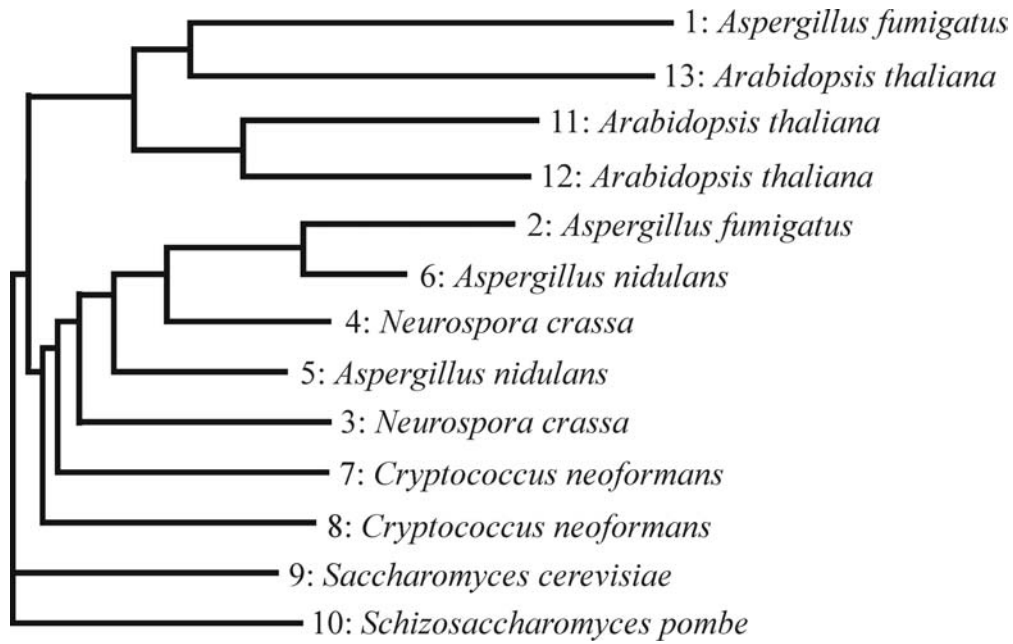 1: Aspergillus fumigatus
13: Arabidopsis thaliana
11: Arabidopsis thaliana
12: Arabidopsis thaliana
2: Aspergillus fumigatus
6: Aspergillus nidulans
4: Neurospora crassa
5: Aspergillus nidulans
3: Neurospora crassa
7: Cryptococcus neoformans
8: Cryptococcus neoformans
9: Saccharomyces cerevisiae
10: Schizosaccharomyces pombe